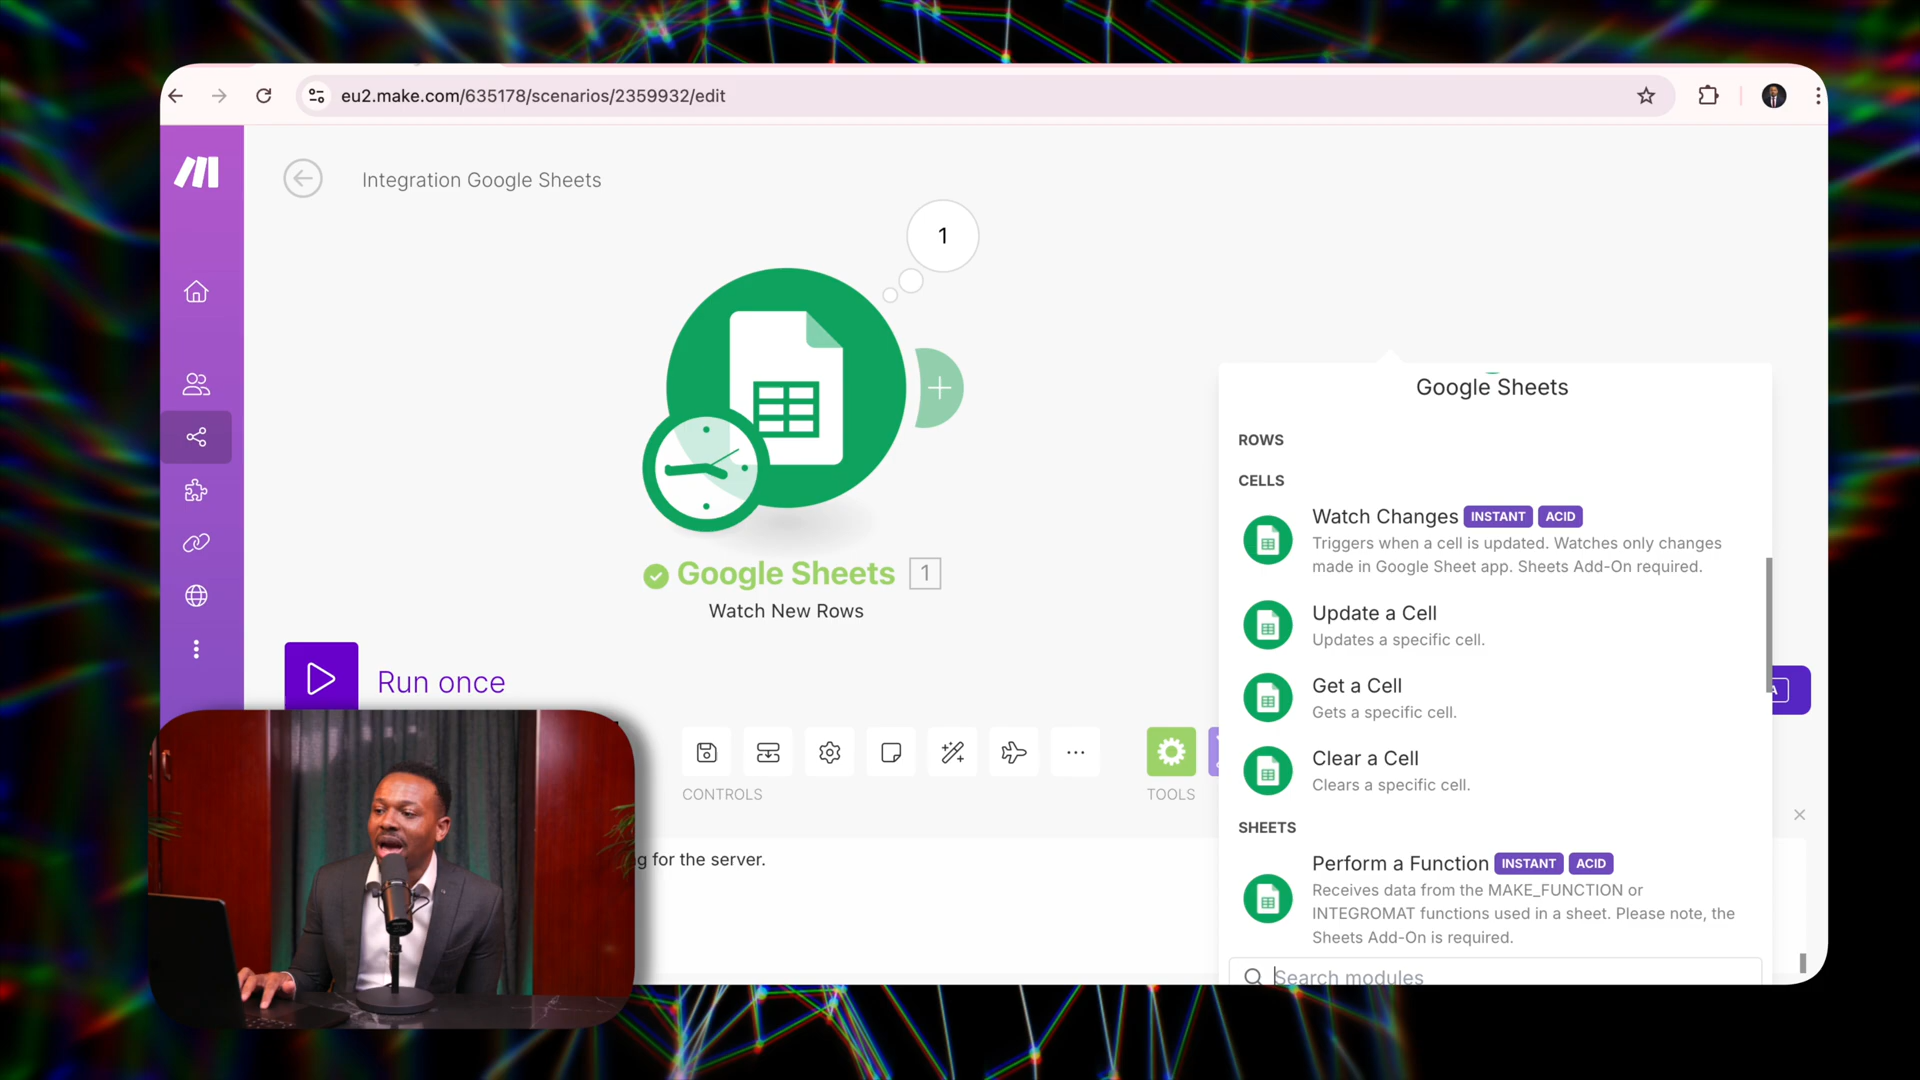 eu2.make.com/635178/scenarios/2359932/edit
Integration Google Sheets
1
Google Sheets 1
Watch New Rows
Run once
CONTROLS
TOOLS
g for the server.
Google Sheets
ROWS
CELLS
Watch Changes INSTANT ACID
Triggers when a cell is updated. Watches only changes
made in Google Sheet app. Sheets Add-On required.
Update a Cell
Updates a specific cell.
Get a Cell
Gets a specific cell.
Clear a Cell
Clears a specific cell.
SHEETS
Perform a Function INSTANT ACID
Receives data from the MAKE_FUNCTION or
INTEGROMAT functions used in a sheet. Please note, the
Sheets Add-On is required.
Search modules